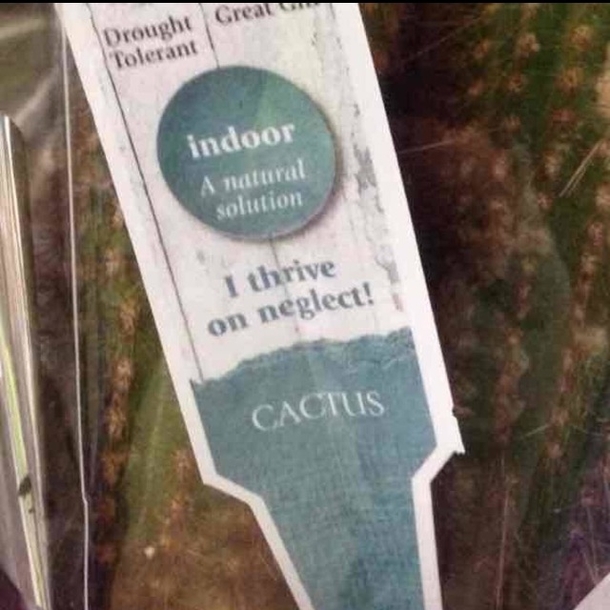 Drought
Tolerant
Great
indoor
A natural
solution
I thrive
on neglect!
CACTUS